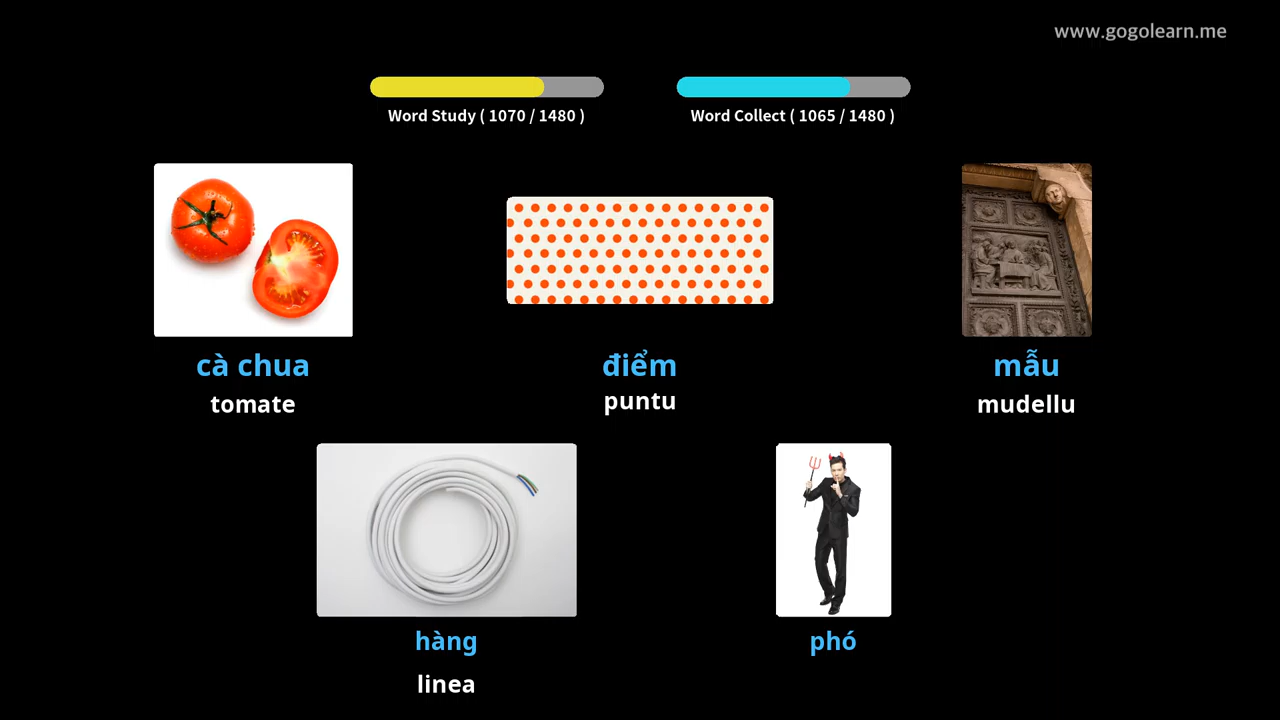 www.gogolearn.me
Word Study ( 1070 / 1480 )
Word Collect ( 1065 / 1480 )
cà chua
tomate
điểm
puntu
mẫu
mudellu
hàng
linea
phó